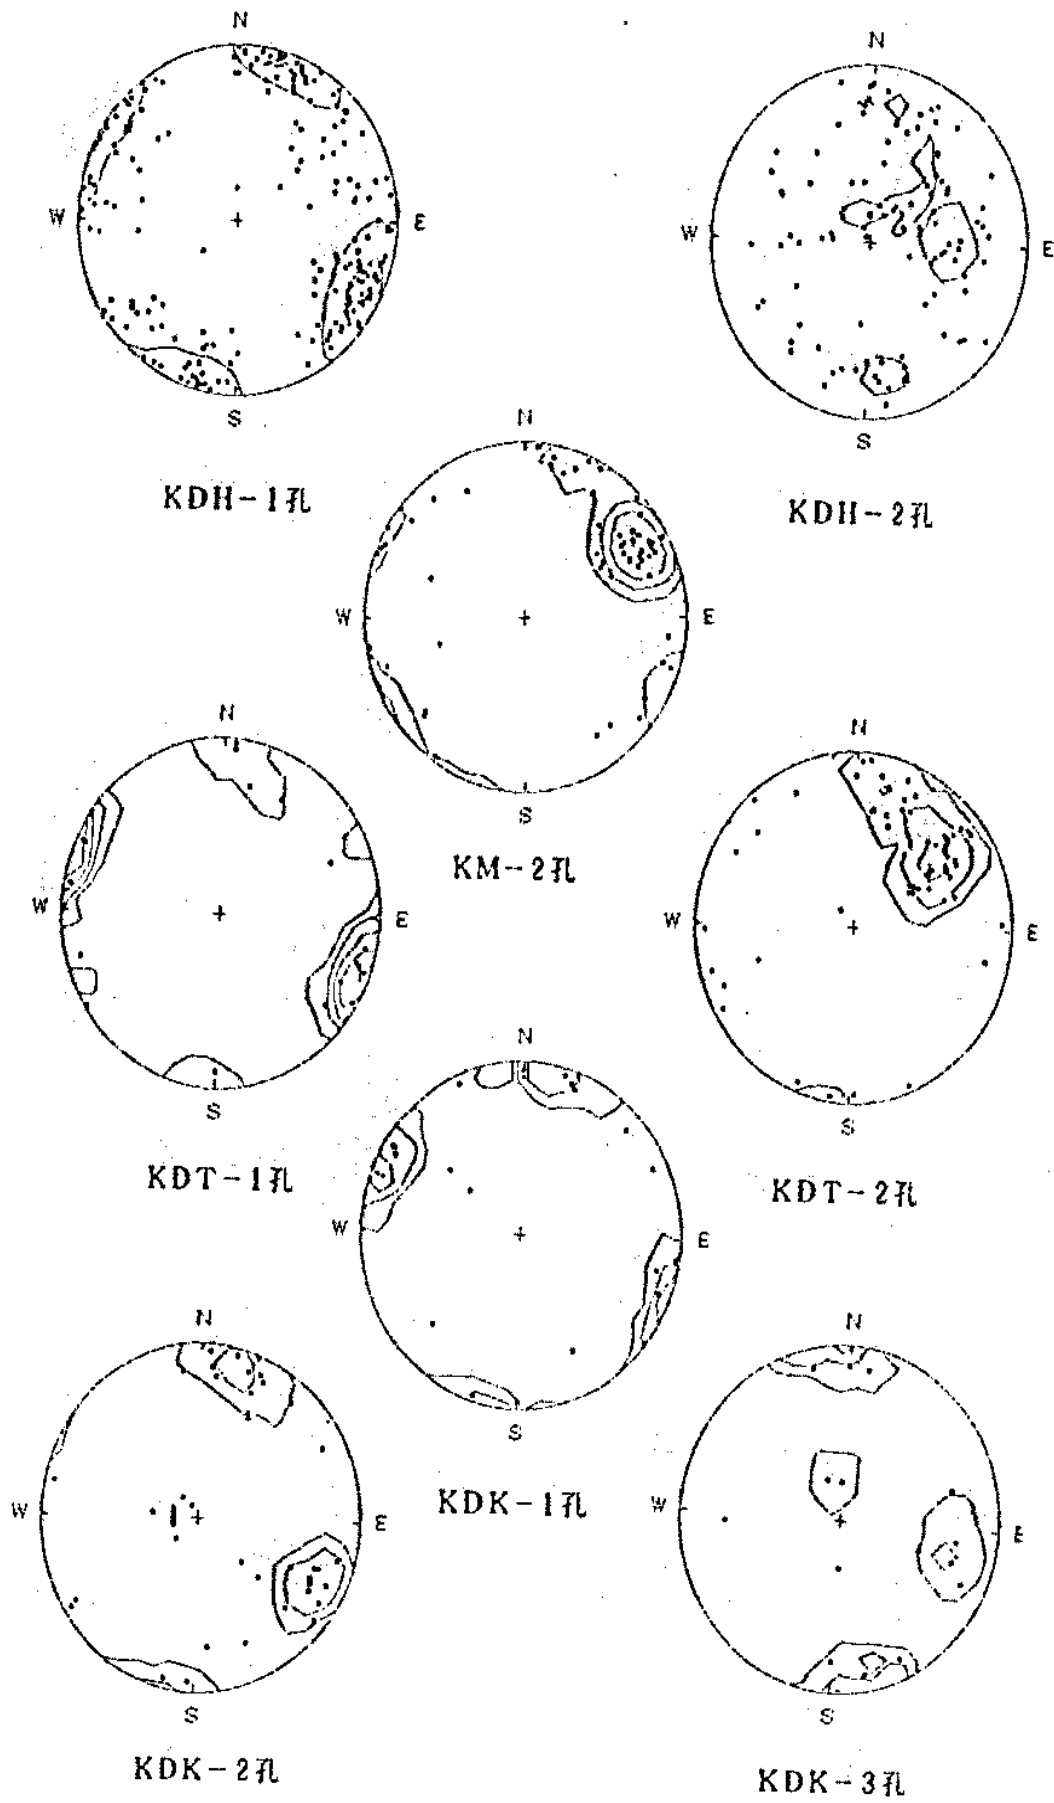 N
W E
S
KDH-1孔
N
W E
S
KDH-2孔
N
W E
S
KM-2孔
N
W E
S
KDT-1孔
N
W E
S
KDT-2孔
N
W E
S
KDK-1孔
N
W E
S
KDK-2孔
N
W E
S
KDK-3孔